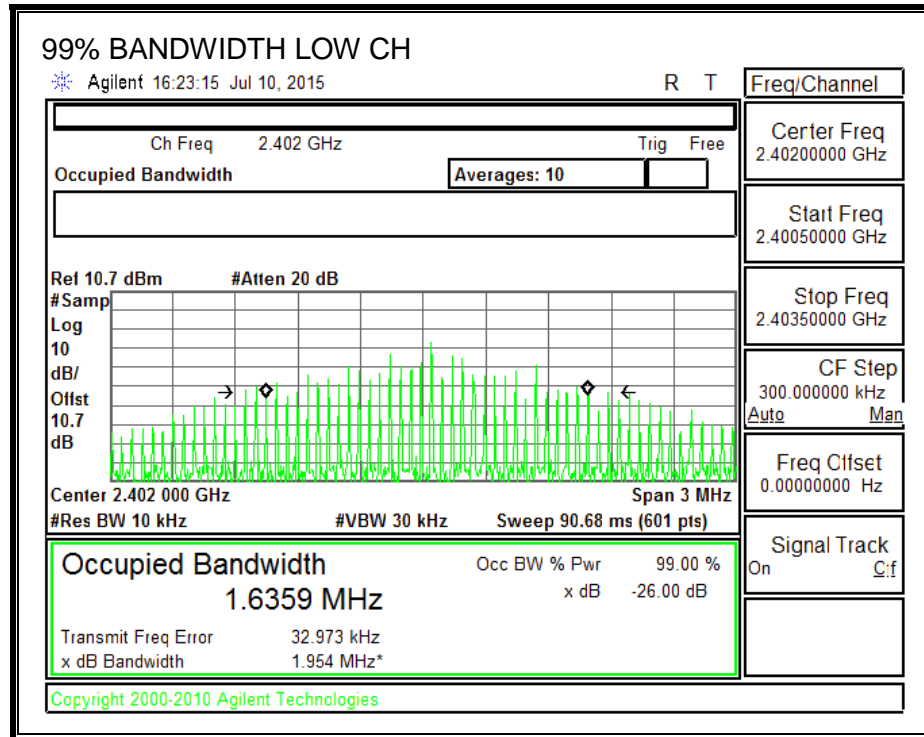 99% BANDWIDTH LOW CH
Agilent 16:23:15 Jul 10, 2015 R T
Ch Freq 2.402 GHz Trig Free
Occupied Bandwidth Averages: 10
Ref 10.7 dBm #Atten 20 dB
#Samp
Log
10
dB/
Offst
10.7
dB
Center 2.402 000 GHz Span 3 MHz
#Res BW 10 kHz #VBW 30 kHz Sweep 90.68 ms (601 pts)
Occupied Bandwidth Occ BW % Pwr 99.00 %
1.6359 MHz x dB -26.00 dB
Transmit Freq Error 32.973 kHz
x dB Bandwidth 1.954 MHz*
Copyright 2000-2010 Agilent Technologies
Freq/Channel
Center Freq
2.40200000 GHz
Start Freq
2.40050000 GHz
Stop Freq
2.40350000 GHz
CF Step
300.000000 kHz
Auto Man
Freq Offset
0.00000000 Hz
Signal Track
On Off